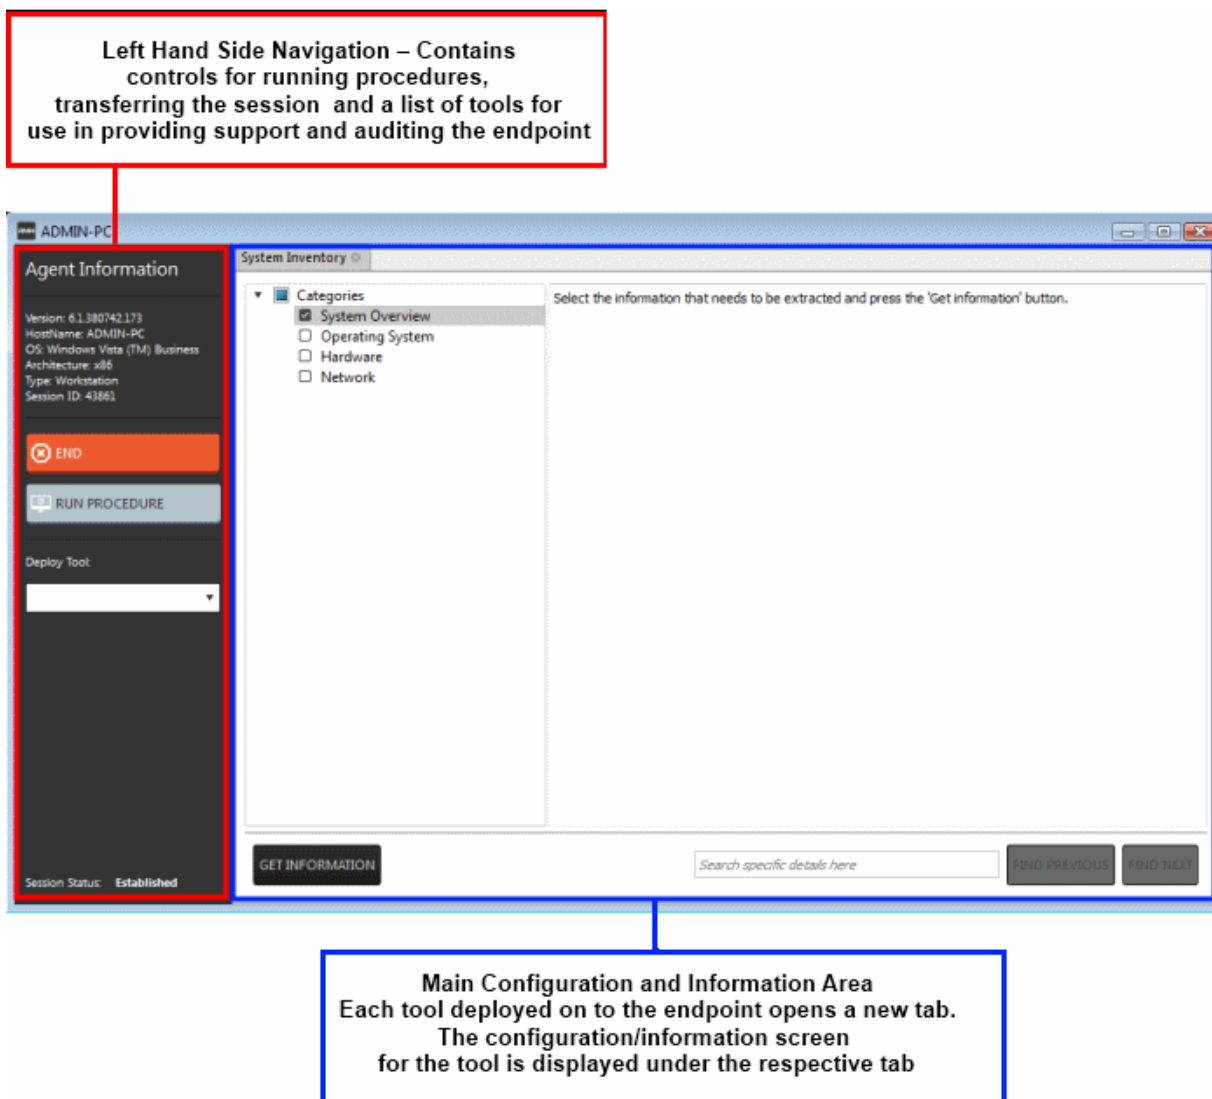 Left Hand Side Navigation – Contains
controls for running procedures,
transferring the session and a list of tools for
use in providing support and auditing the endpoint
ADMIN-PC
Agent Information
Version: 6.1.380742.173
HostName: ADMIN-PC
OS: Windows Vista (TM) Business
Architecture: x86
Type: Workstation
Session ID: 43861
END
RUN PROCEDURE
Deploy Tool:
Session Status: Established
System Inventory
Categories
System Overview
Operating System
Hardware
Network
Select the information that needs to be extracted and press the 'Get information' button.
GET INFORMATION
Search specific details here
FIND PREVIOUS
FIND NEXT
Main Configuration and Information Area
Each tool deployed on to the endpoint opens a new tab.
The configuration/information screen
for the tool is displayed under the respective tab